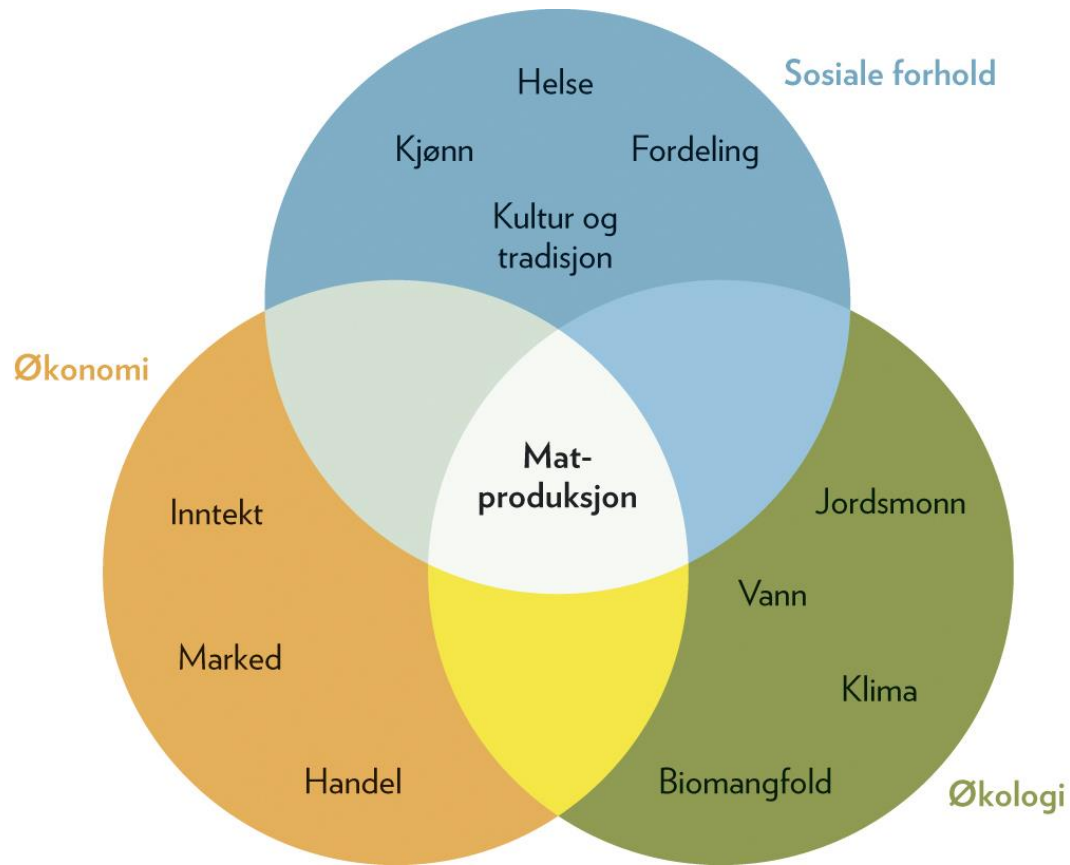 Helse
Sosiale forhold
Kjønn
Fordeling
Kultur og
tradisjon
Økonomi
Mat-
produksjon
Inntekt
Jordsmonn
Vann
Marked
Klima
Handel
Biomangfold
Økologi